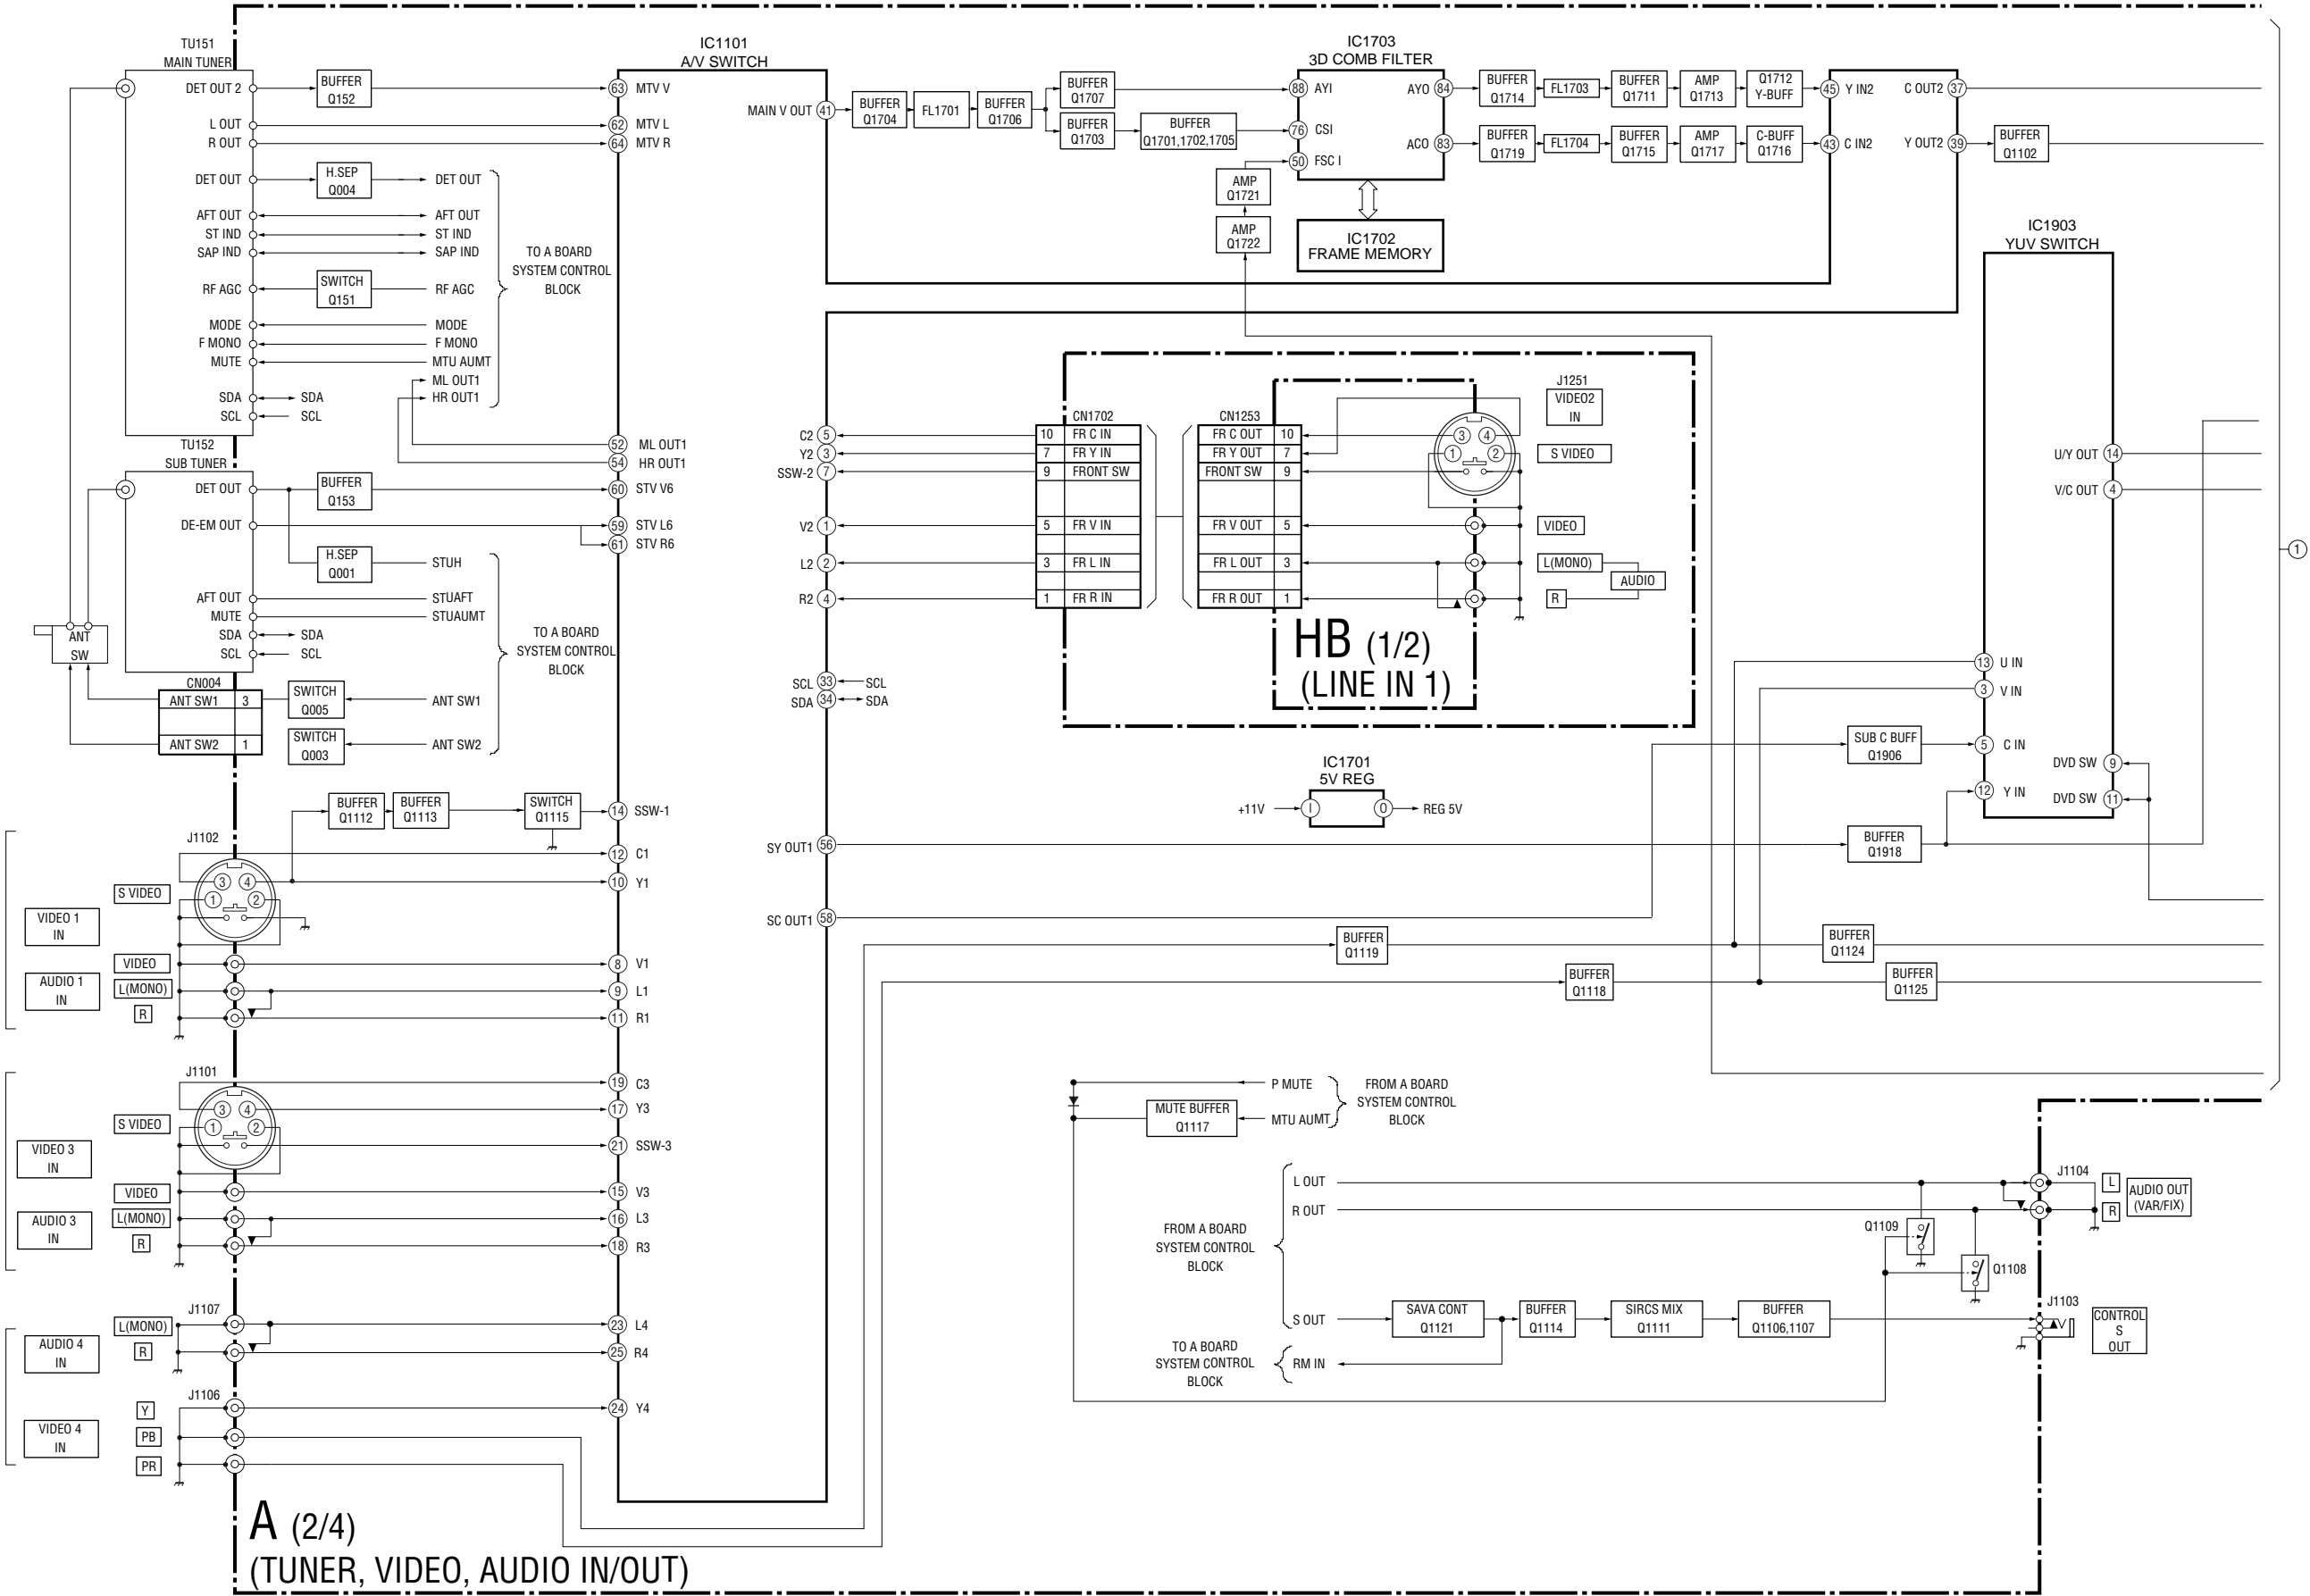 TU151
MAIN TUNER
DET OUT 2
L OUT
R OUT
DET OUT
AFT OUT
ST IND
SAP IND
RF AGC
MODE
F MONO
MUTE
SDA
SCL
BUFFER
Q152
H.SEP
Q004
SWITCH
Q151
DET OUT
AFT OUT
ST IND
SAP IND
RF AGC
MODE
F MONO
MTU AUMT
ML OUT1
HR OUT1
SDA
SCL
TO A BOARD
SYSTEM CONTROL
BLOCK
TU152
SUB TUNER
DET OUT
DE-EM OUT
AFT OUT
MUTE
SDA
SCL
BUFFER
Q153
H.SEP
Q001
STUH
STUAFT
STUAUMT
SDA
SCL
TO A BOARD
SYSTEM CONTROL
BLOCK
ANT
SW
CN004
ANT SW1 3
ANT SW2 1
SWITCH
Q005
SWITCH
Q003
ANT SW1
ANT SW2
BUFFER
Q1112
BUFFER
Q1113
SWITCH
Q1115
J1102
3 4
1 2
S VIDEO
VIDEO 1
IN
VIDEO
AUDIO 1
IN
L(MONO)
R
J1101
3 4
1 2
S VIDEO
VIDEO 3
IN
VIDEO
AUDIO 3
IN
L(MONO)
R
J1107
L(MONO)
R
AUDIO 4
IN
J1106
Y
PB
PR
VIDEO 4
IN
A (2/4)
(TUNER, VIDEO, AUDIO IN/OUT)
IC1101
A/V SWITCH
63 MTV V
62 MTV L
64 MTV R
52 ML OUT1
54 HR OUT1
60 STV V6
59 STV L6
61 STV R6
14 SSW-1
12 C1
10 Y1
8 V1
9 L1
11 R1
19 C3
17 Y3
21 SSW-3
15 V3
16 L3
18 R3
23 L4
25 R4
24 Y4
MAIN V OUT 41
C2 5
Y2 3
SSW-2 7
V2 1
L2 2
R2 4
SCL 33 SCL
SDA 34 SDA
SY OUT1 56
SC OUT1 58
BUFFER
Q1704
FL1701
BUFFER
Q1706
BUFFER
Q1707
BUFFER
Q1703
BUFFER
Q1701,1702,1705
IC1703
3D COMB FILTER
88 AYI
76 CSI
50 FSC I
AYO 84
ACO 83
AMP
Q1721
AMP
Q1722
IC1702
FRAME MEMORY
BUFFER
Q1714
FL1703
BUFFER
Q1711
AMP
Q1713
Q1712
Y-BUFF
BUFFER
Q1719
FL1704
BUFFER
Q1715
AMP
Q1717
C-BUFF
Q1716
45 Y IN2
43 C IN2
C OUT2 37
Y OUT2 39
BUFFER
Q1102
CN1702
10 FR C IN
7 FR Y IN
9 FRONT SW
5 FR V IN
3 FR L IN
1 FR R IN
CN1253
FR C OUT 10
FR Y OUT 7
FRONT SW 9
FR V OUT 5
FR L OUT 3
FR R OUT 1
3 4
1 2
J1251
VIDEO2
IN
S VIDEO
VIDEO
L(MONO)
AUDIO
R
HB (1/2)
(LINE IN 1)
IC1701
5V REG
+11V I O REG 5V
IC1903
YUV SWITCH
U/Y OUT 14
V/C OUT 4
13 U IN
3 V IN
5 C IN
12 Y IN
DVD SW 9
DVD SW 11
SUB C BUFF
Q1906
BUFFER
Q1918
BUFFER
Q1119
BUFFER
Q1124
BUFFER
Q1118
BUFFER
Q1125
1
P MUTE
MTU AUMT
MUTE BUFFER
Q1117
FROM A BOARD
SYSTEM CONTROL
BLOCK
L OUT
R OUT
S OUT
FROM A BOARD
SYSTEM CONTROL
BLOCK
TO A BOARD
SYSTEM CONTROL
BLOCK
RM IN
SAVA CONT
Q1121
BUFFER
Q1114
SIRCS MIX
Q1111
BUFFER
Q1106,1107
Q1109
Q1108
J1104
L
R
AUDIO OUT
(VAR/FIX)
J1103
CONTROL
S
OUT